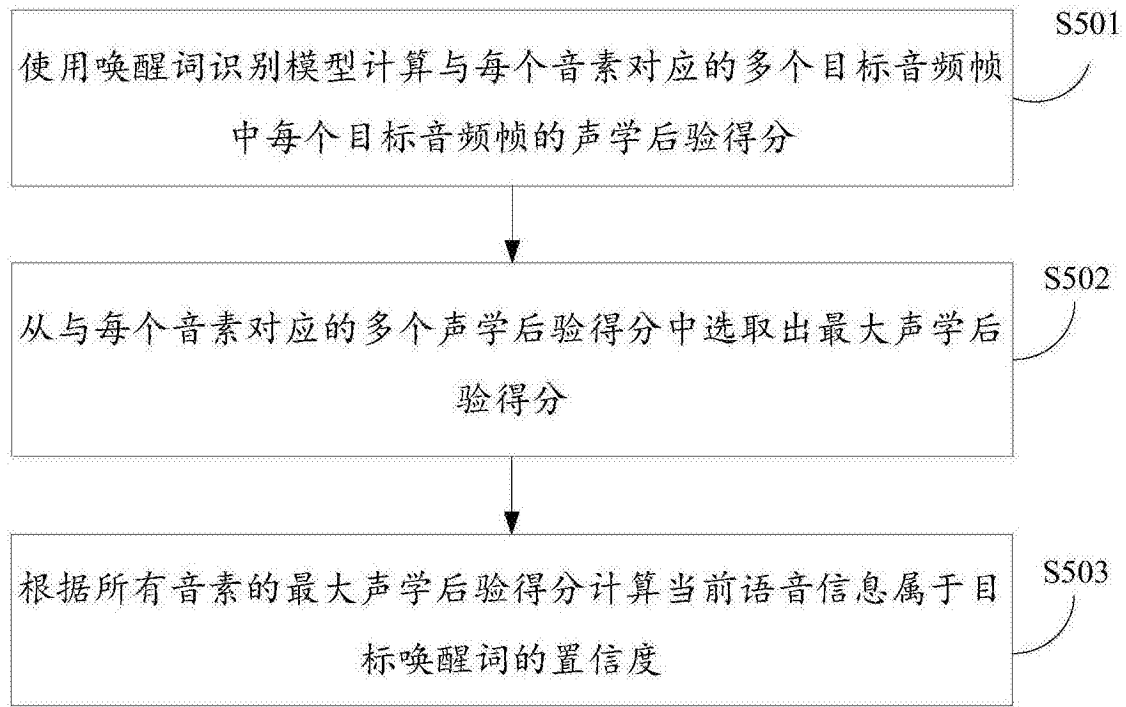 S501
使用唤醒词识别模型计算与每个音素对应的多个目标音频帧
中每个目标音频帧的声学后验得分
S502
从与每个音素对应的多个声学后验得分中选取出最大声学后
验得分
S503
根据所有音素的最大声学后验得分计算当前语音信息属于目
标唤醒词的置信度